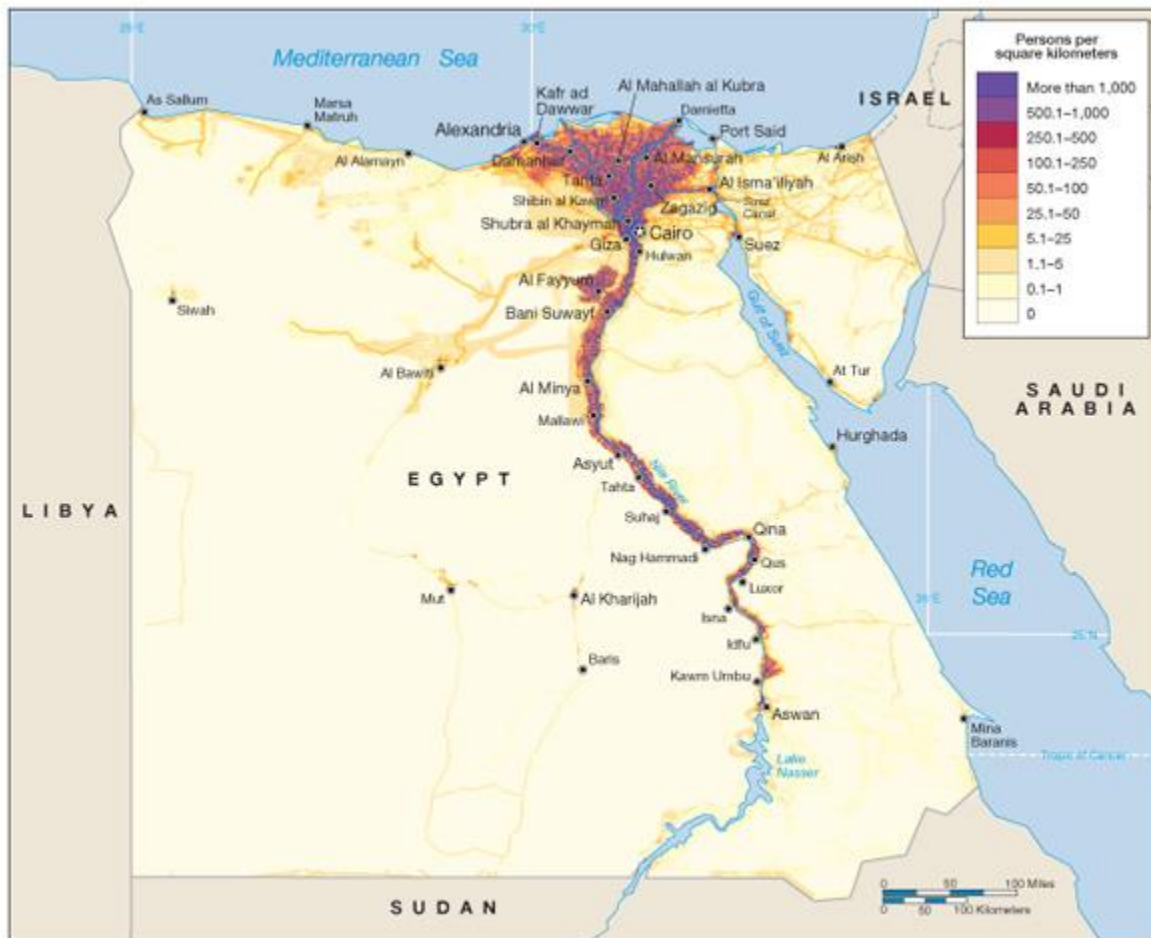 25°E
30°E
Mediterranean Sea
Persons per
square kilometers
More than 1,000
500.1–1,000
250.1–500
100.1–250
50.1–100
25.1–50
5.1–25
1.1–5
0.1–1
0
ISRAEL
As Sallum
Marsa
Matruh
Al Alamayn
Alexandria
Kafr ad
Dawwar
Al Mahallah al Kubra
Damietta
Port Said
Al Arish
Damanhur
Al Mansurah
Tanta
Al Isma'iliyah
Shibin al Kawm
Zagazig
Suez
Canal
Shubra al Khaymah
Cairo
Giza
Suez
Hulwan
Al Fayyum
Siwah
Bani Suwayt
Gulf of Suez
Al Bawiti
At Tur
Al Minya
SAUDI
ARABIA
Mallawi
Hurghada
Asyut
EGYPT
Nile River
Tahta
LIBYA
Suhaj
Qina
Nag Hammadi
Qus
Red
Sea
Mut
Al Kharijah
Luxor
Isna
25°N
Idfu
Baris
Kawm Umbu
Aswan
Mina
Baranis
Lake
Nasser
Tropic of Cancer
0 50 100 Miles
0 50 100 Kilometers
SUDAN